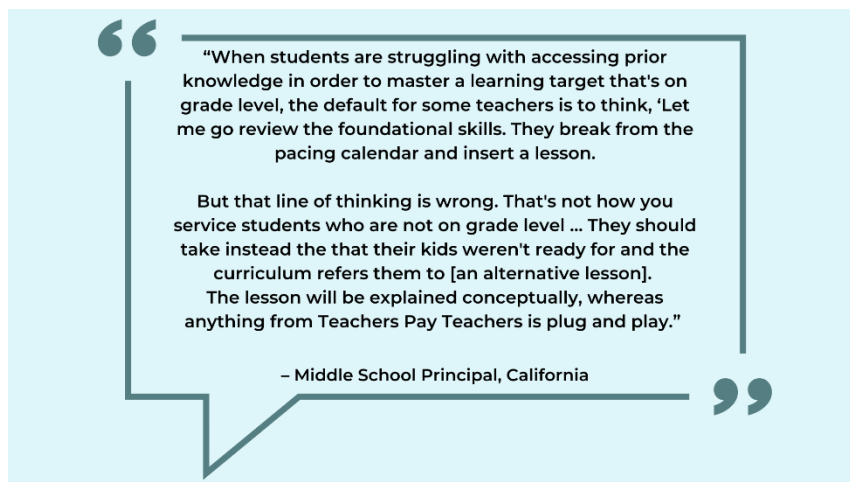 “When students are struggling with accessing prior
knowledge in order to master a learning target that's on
grade level, the default for some teachers is to think, ‘Let
me go review the foundational skills. They break from the
pacing calendar and insert a lesson.
But that line of thinking is wrong. That's not how you
service students who are not on grade level ... They should
take instead the that their kids weren't ready for and the
curriculum refers them to [an alternative lesson].
The lesson will be explained conceptually, whereas
anything from Teachers Pay Teachers is plug and play.”
– Middle School Principal, California